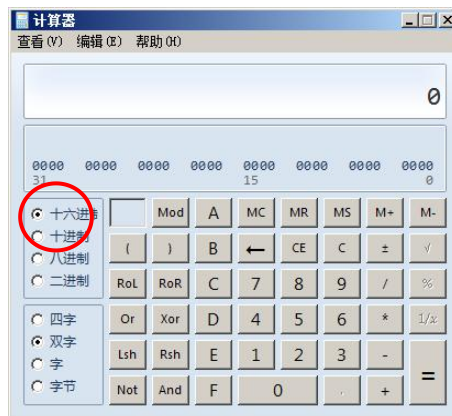 计算器
查看(V) 编辑(E) 帮助(H)
0
0000 0000 0000 0000 0000 0000 0000 0000
31 15 0
十六进制 Mod A MC MR MS M+ M-
十进制 ( ) B ← CE C ± √
八进制
二进制 RoL RoR C 7 8 9 / %
四字 Or Xor D 4 5 6 * 1/x
双字
字 Lsh Rsh E 1 2 3 - =
字节 Not And F 0 . +